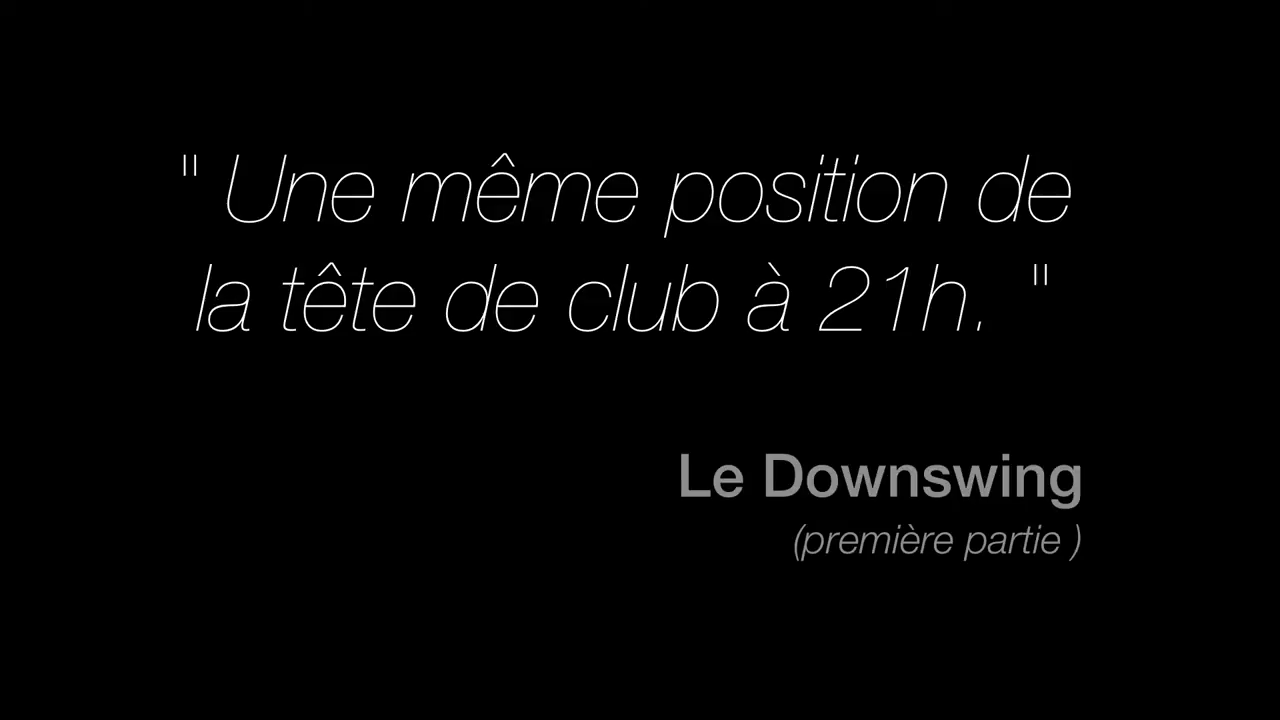 " Une même position de
la tête de club à 21h. "
Le Downswing
(première partie )